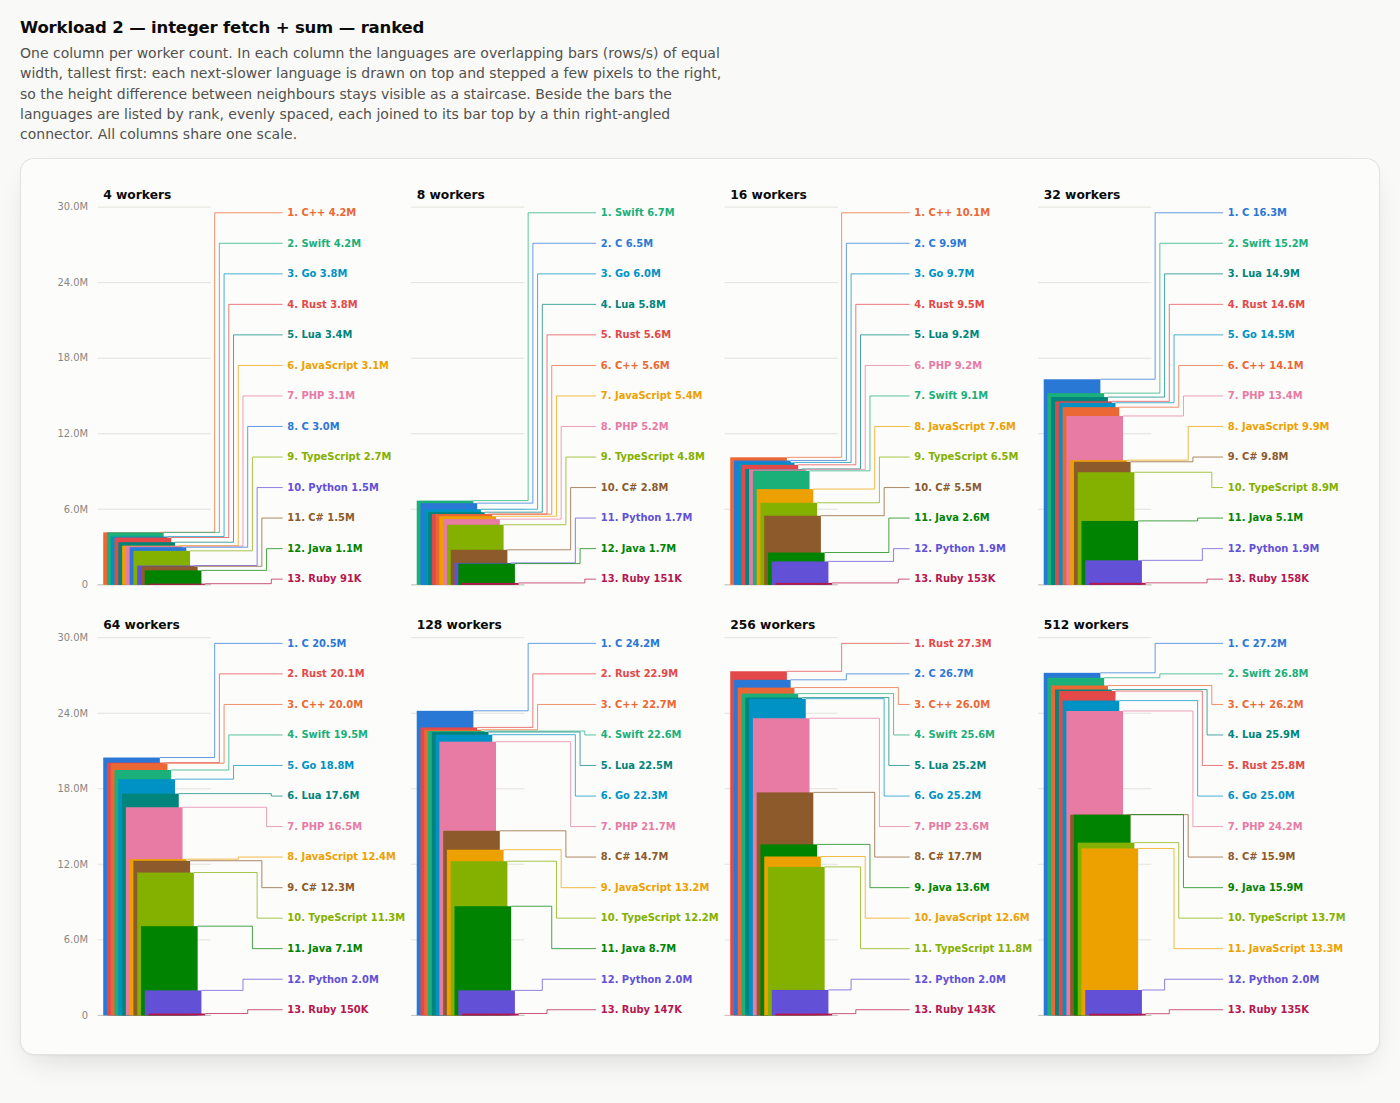 Workload 2 — integer fetch + sum — ranked
One column per worker count. In each column the languages are overlapping bars (rows/s) of equal
width, tallest first: each next-slower language is drawn on top and stepped a few pixels to the right,
so the height difference between neighbours stays visible as a staircase. Beside the bars the
languages are listed by rank, evenly spaced, each joined to its bar top by a thin right-angled
connector. All columns share one scale.
4 workers
30.0M
24.0M
18.0M
12.0M
6.0M
0
1. C++ 4.2M
2. Swift 4.2M
3. Go 3.8M
4. Rust 3.8M
5. Lua 3.4M
6. JavaScript 3.1M
7. PHP 3.1M
8. C 3.0M
9. TypeScript 2.7M
10. Python 1.5M
11. C# 1.5M
12. Java 1.1M
13. Ruby 91K
8 workers
1. Swift 6.7M
2. C 6.5M
3. Go 6.0M
4. Lua 5.8M
5. Rust 5.6M
6. C++ 5.6M
7. JavaScript 5.4M
8. PHP 5.2M
9. TypeScript 4.8M
10. C# 2.8M
11. Python 1.7M
12. Java 1.7M
13. Ruby 151K
16 workers
1. C++ 10.1M
2. C 9.9M
3. Go 9.7M
4. Rust 9.5M
5. Lua 9.2M
6. PHP 9.2M
7. Swift 9.1M
8. JavaScript 7.6M
9. TypeScript 6.5M
10. C# 5.5M
11. Java 2.6M
12. Python 1.9M
13. Ruby 153K
32 workers
1. C 16.3M
2. Swift 15.2M
3. Lua 14.9M
4. Rust 14.6M
5. Go 14.5M
6. C++ 14.1M
7. PHP 13.4M
8. JavaScript 9.9M
9. C# 9.8M
10. TypeScript 8.9M
11. Java 5.1M
12. Python 1.9M
13. Ruby 158K
64 workers
30.0M
24.0M
18.0M
12.0M
6.0M
0
1. C 20.5M
2. Rust 20.1M
3. C++ 20.0M
4. Swift 19.5M
5. Go 18.8M
6. Lua 17.6M
7. PHP 16.5M
8. JavaScript 12.4M
9. C# 12.3M
10. TypeScript 11.3M
11. Java 7.1M
12. Python 2.0M
13. Ruby 150K
128 workers
1. C 24.2M
2. Rust 22.9M
3. C++ 22.7M
4. Swift 22.6M
5. Lua 22.5M
6. Go 22.3M
7. PHP 21.7M
8. C# 14.7M
9. JavaScript 13.2M
10. TypeScript 12.2M
11. Java 8.7M
12. Python 2.0M
13. Ruby 147K
256 workers
1. Rust 27.3M
2. C 26.7M
3. C++ 26.0M
4. Swift 25.6M
5. Lua 25.2M
6. Go 25.2M
7. PHP 23.6M
8. C# 17.7M
9. Java 13.6M
10. JavaScript 12.6M
11. TypeScript 11.8M
12. Python 2.0M
13. Ruby 143K
512 workers
1. C 27.2M
2. Swift 26.8M
3. C++ 26.2M
4. Lua 25.9M
5. Rust 25.8M
6. Go 25.0M
7. PHP 24.2M
8. C# 15.9M
9. Java 15.9M
10. TypeScript 13.7M
11. JavaScript 13.3M
12. Python 2.0M
13. Ruby 135K